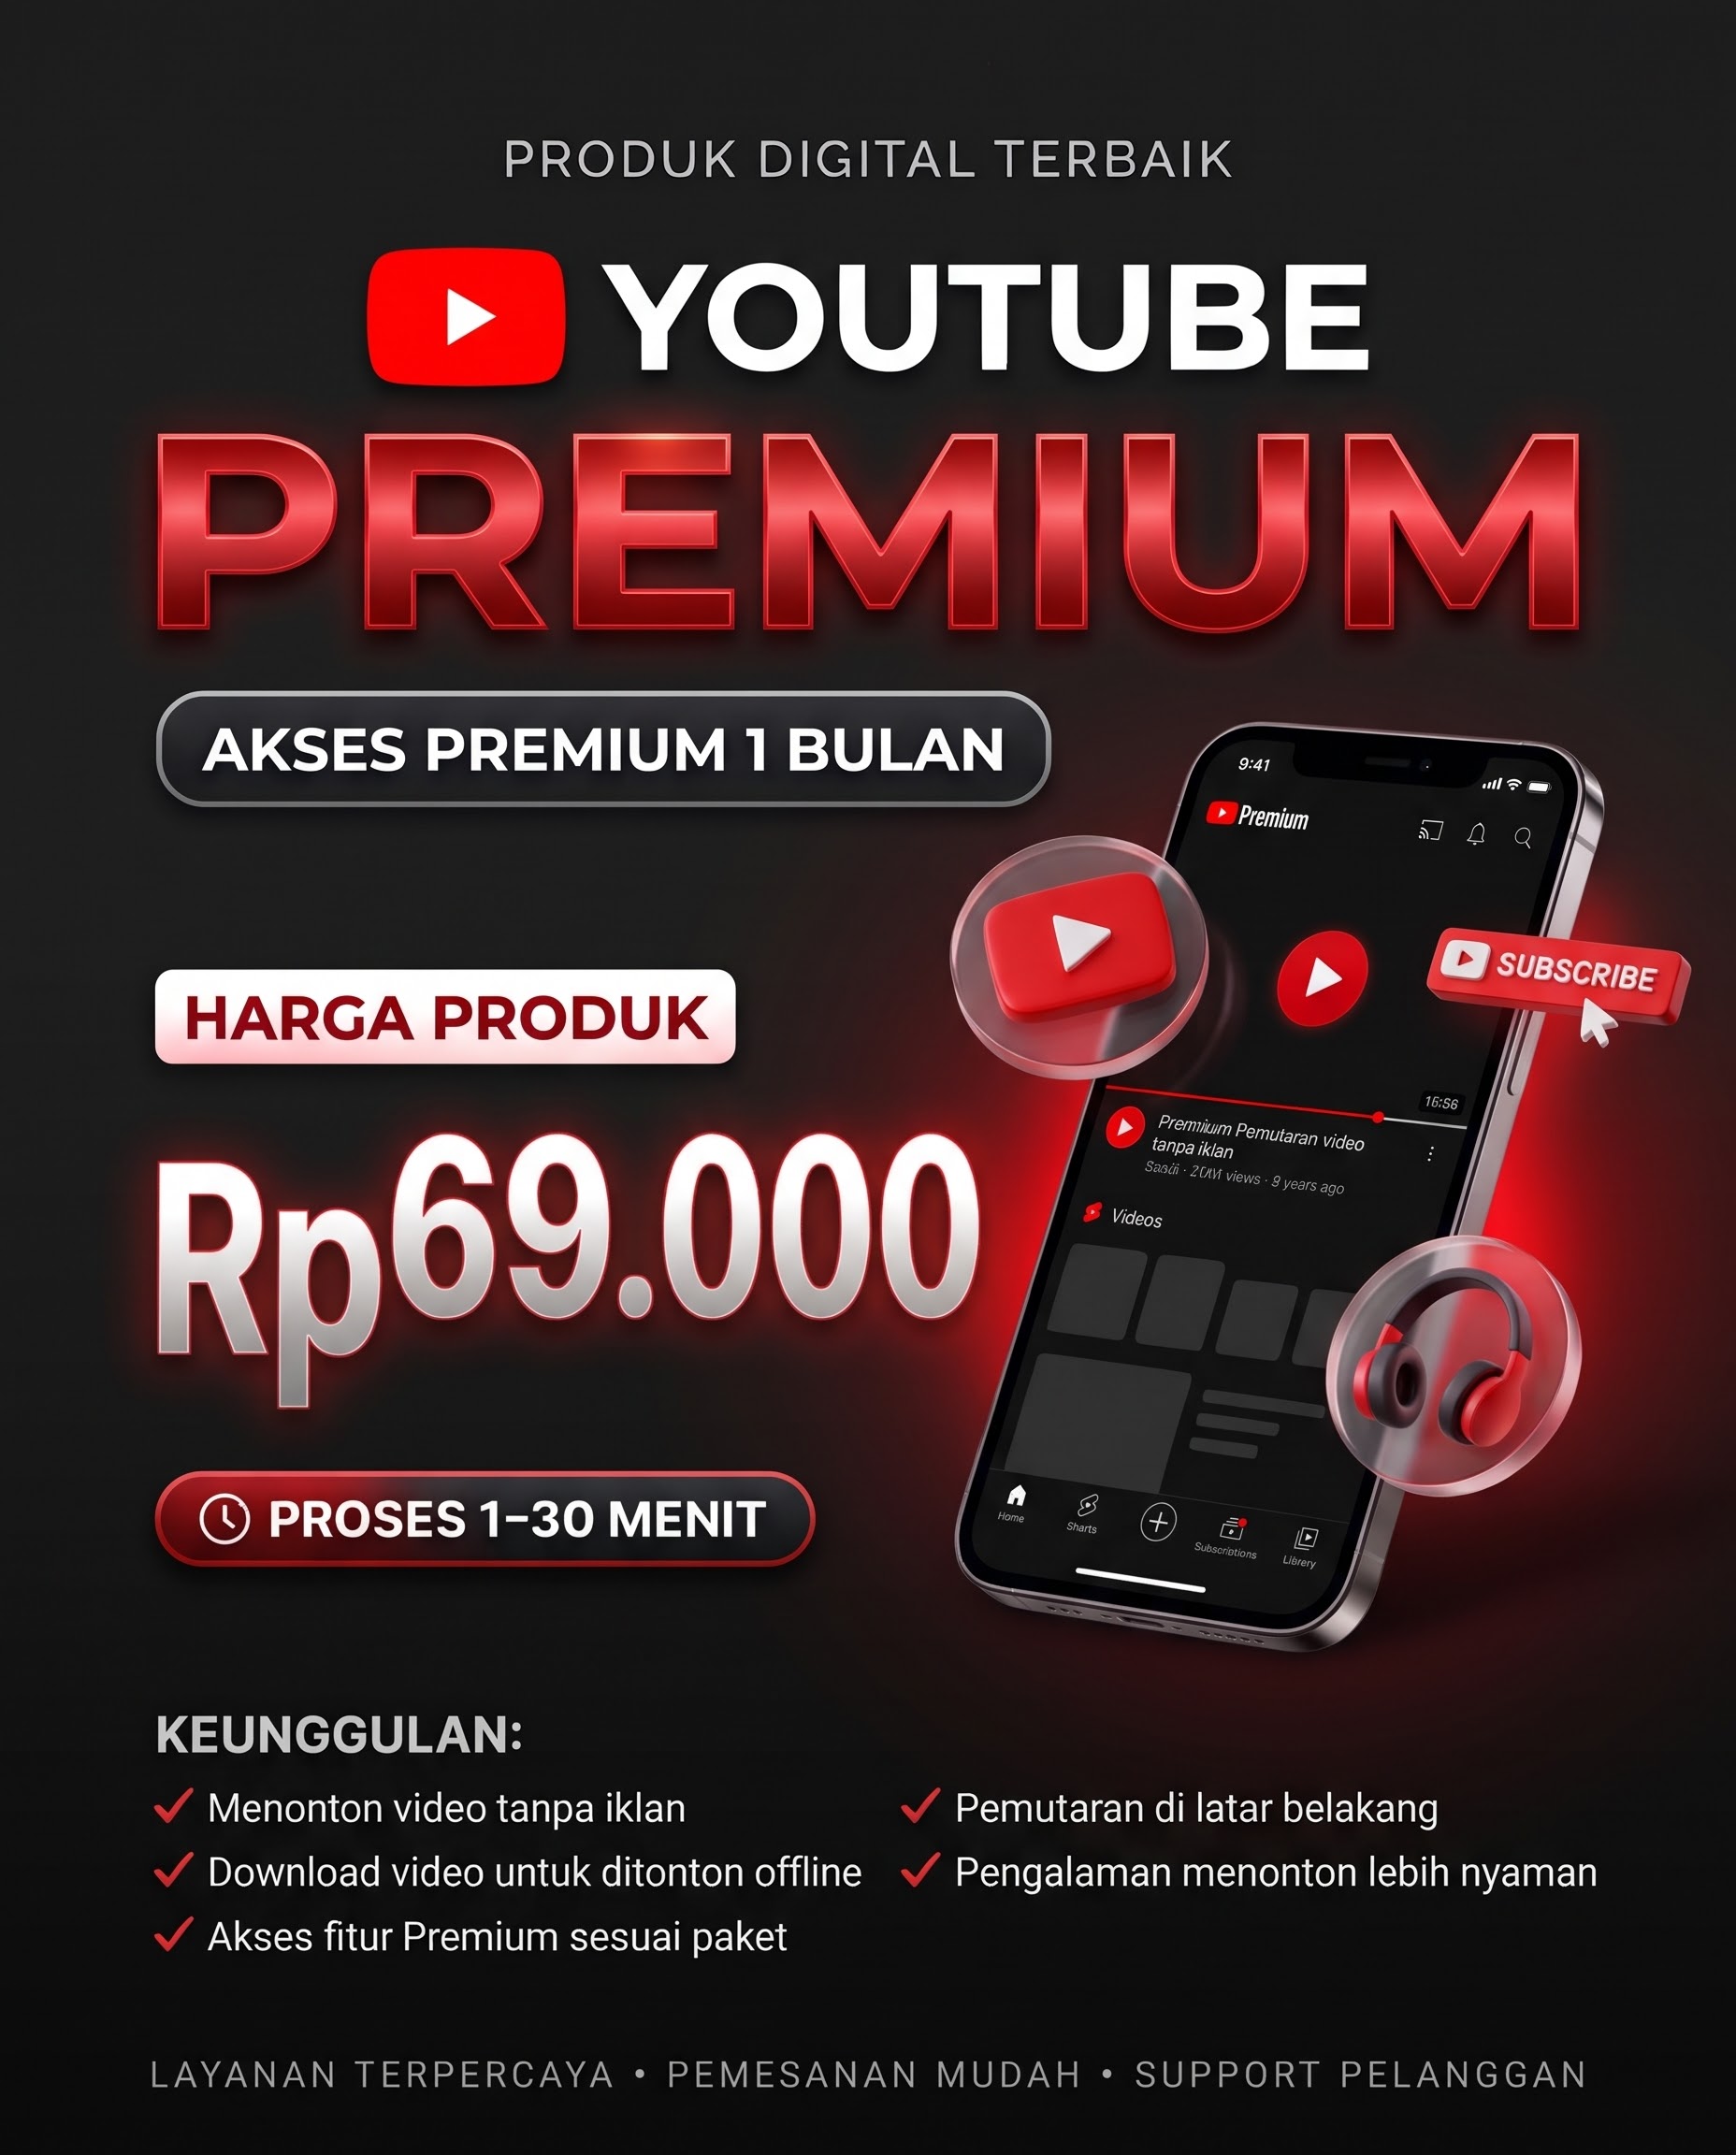 PRODUK DIGITAL TERBAIK
YOUTUBE
PREMIUM
AKSES PREMIUM 1 BULAN
9:41
Premium
SUBSCRIBE
HARGA PRODUK
Rp69.000
16:56
Premiium Pemutaran video
tanpa iklan
views · 9 years ago
Videos
PROSES 1-30 MENIT
Home
Sharts
Subscriptions
Librery
KEUNGGULAN:
Menonton video tanpa iklan
Pemutaran di latar belakang
Download video untuk ditonton offline
Pengalaman menonton lebih nyaman
Akses fitur Premium sesuai paket
LAYANAN TERPERCAYA • PEMESANAN MUDAH • SUPPORT PELANGGAN